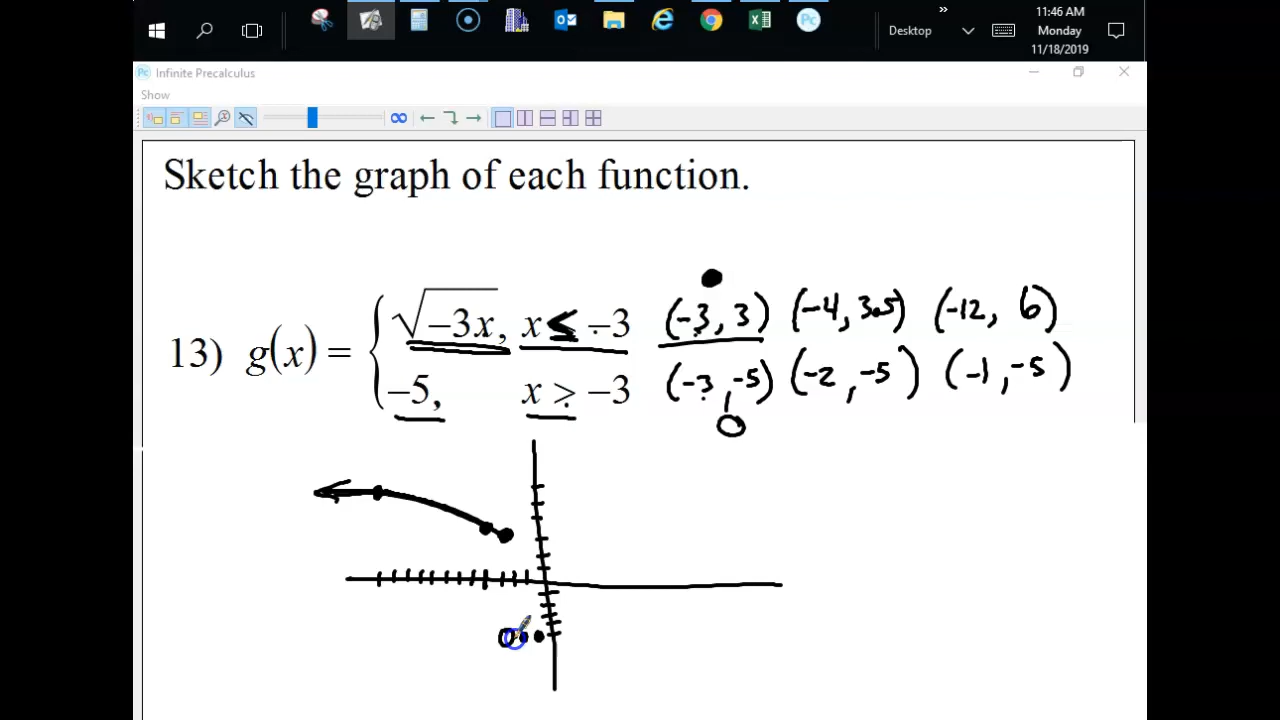 11:46 AM
» Desktop Monday
11/18/2019
Pc Infinite Precalculus
Show
Sketch the graph of each function.
13) g(x) = { √-3x, x ≤ -3 (-3, 3) (-4, 3.5) (-12, 6)
-5, x > -3 (-3, -5) (-2, -5) (-1, -5)